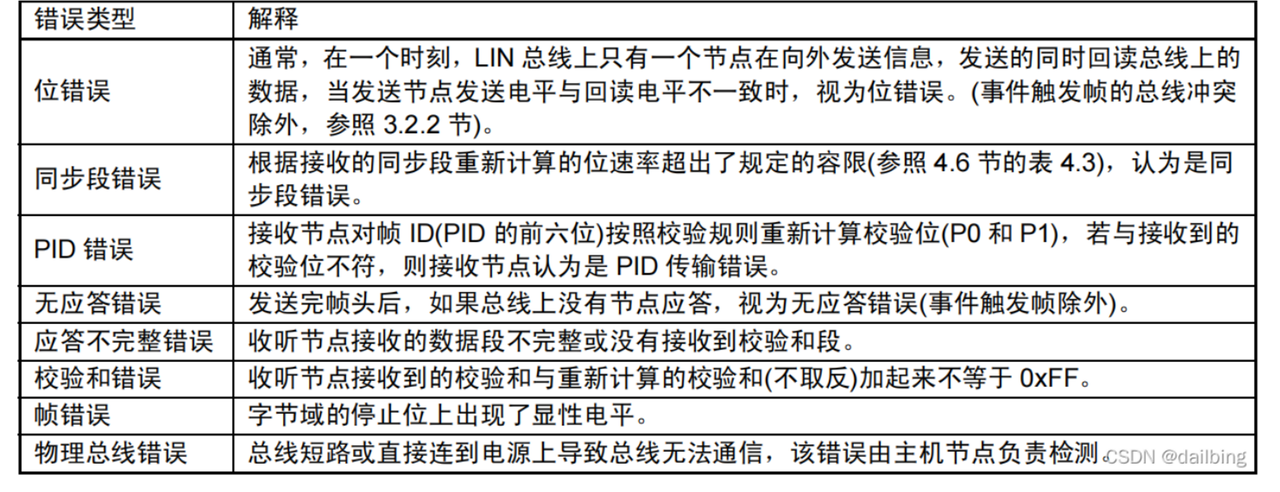 错误类型 解释
位错误
通常，在一个时刻，LIN 总线上只有一个节点在向外发送信息，发送的同时回读总线上的
数据，当发送节点发送电平与回读电平不一致时，视为位错误。(事件触发帧的总线冲突
除外，参照 3.2.2 节)。
同步段错误
根据接收的同步段重新计算的位速率超出了规定的容限(参照 4.6 节的表 4.3)，认为是同
步段错误。
PID 错误
接收节点对帧 ID(PID 的前六位)按照校验规则重新计算校验位(P0 和 P1)，若与接收到的
校验位不符，则接收节点认为是 PID 传输错误。
无应答错误 发送完帧头后，如果总线上没有节点应答，视为无应答错误(事件触发帧除外)。
应答不完整错误 收听节点接收的数据段不完整或没有接收到校验和段。
校验和错误 收听节点接收到的校验和与重新计算的校验和(不取反)加起来不等于 0xFF。
帧错误 字节域的停止位上出现了显性电平。
物理总线错误 总线短路或直接连到电源上导致总线无法通信，该错误由主机节点负责检测。
CSDN @dailbing